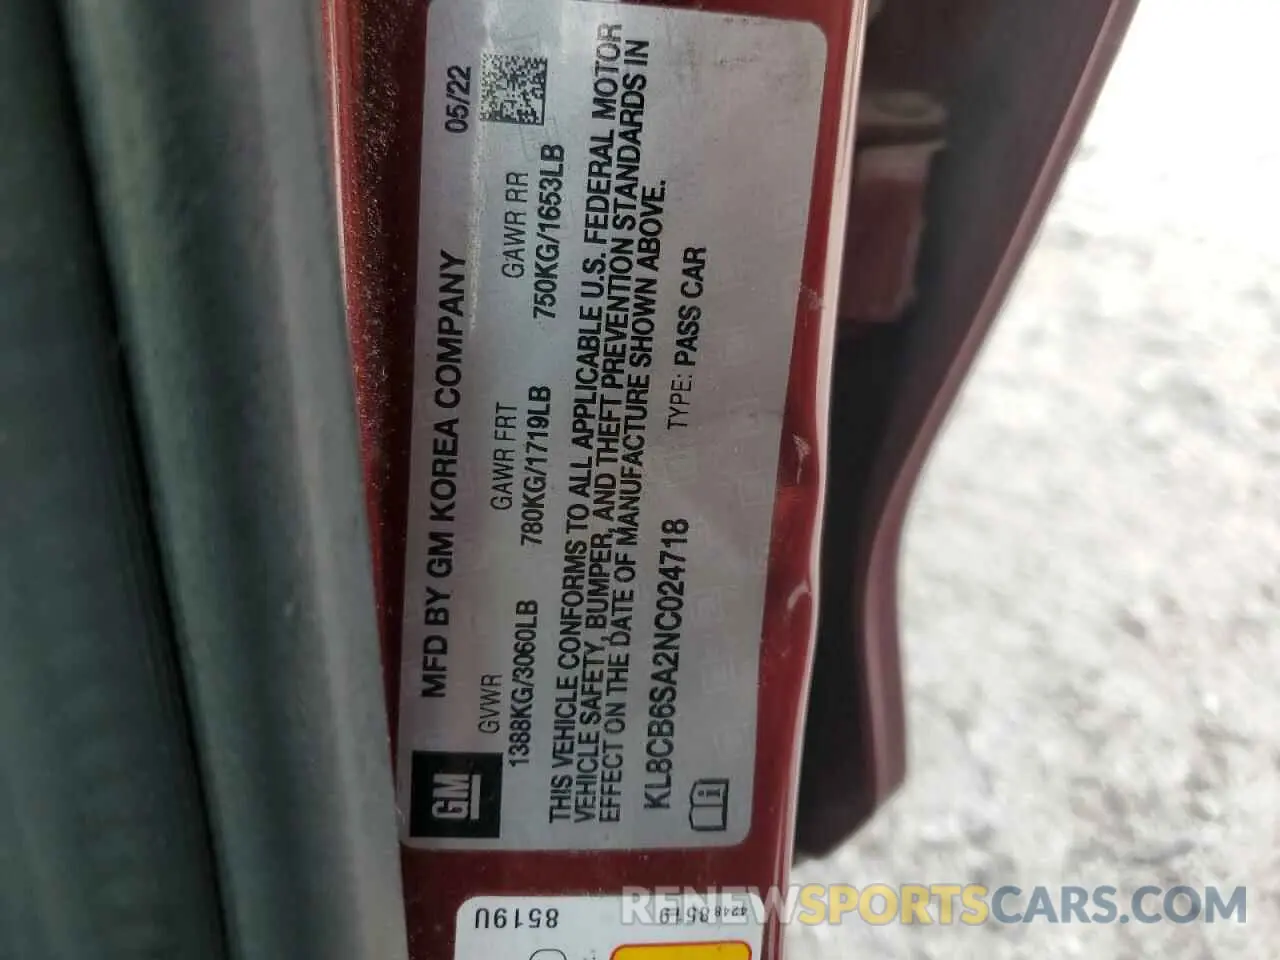 MFD BY GM KOREA COMPANY 05/22
GM
GVWR GAWR FRT GAWR RR
1388KG/3060LB 780KG/1719LB 750KG/1653LB
THIS VEHICLE CONFORMS TO ALL APPLICABLE U.S. FEDERAL MOTOR
VEHICLE SAFETY, BUMPER, AND THEFT PREVENTION STANDARDS IN
EFFECT ON THE DATE OF MANUFACTURE SHOWN ABOVE.
KL8CB6SA2NC024718 TYPE: PASS CAR
8519U
RENEWSPORTSCARS.COM